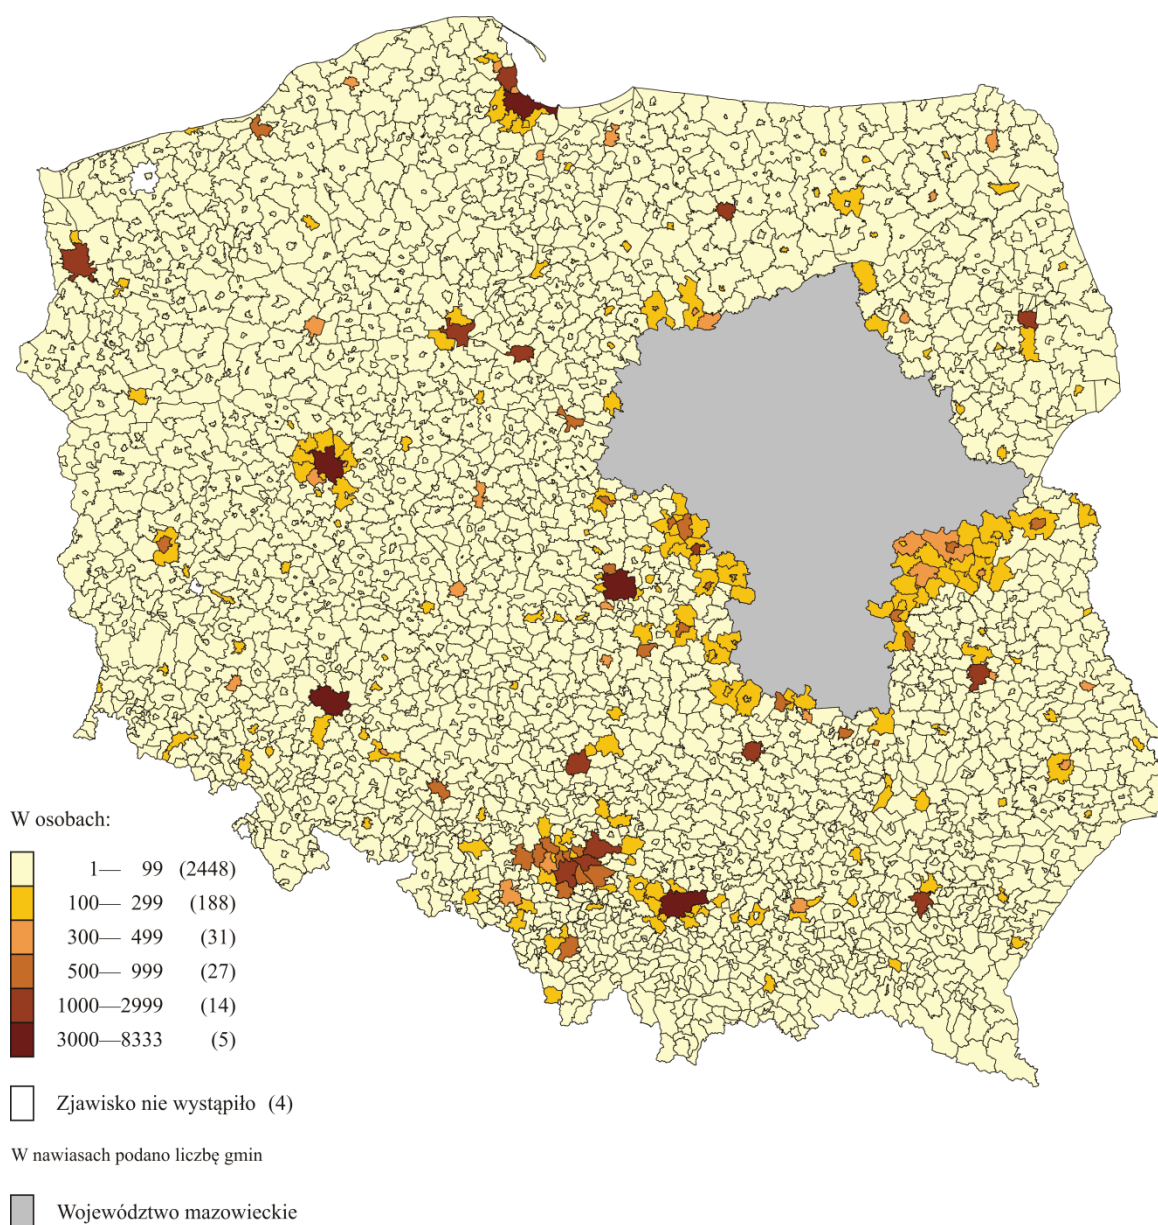 W osobach:
1— 99 (2448)
100— 299 (188)
300— 499 (31)
500— 999 (27)
1000—2999 (14)
3000—8333 (5)
Zjawisko nie wystąpiło (4)
W nawiasach podano liczbę gmin
Województwo mazowieckie